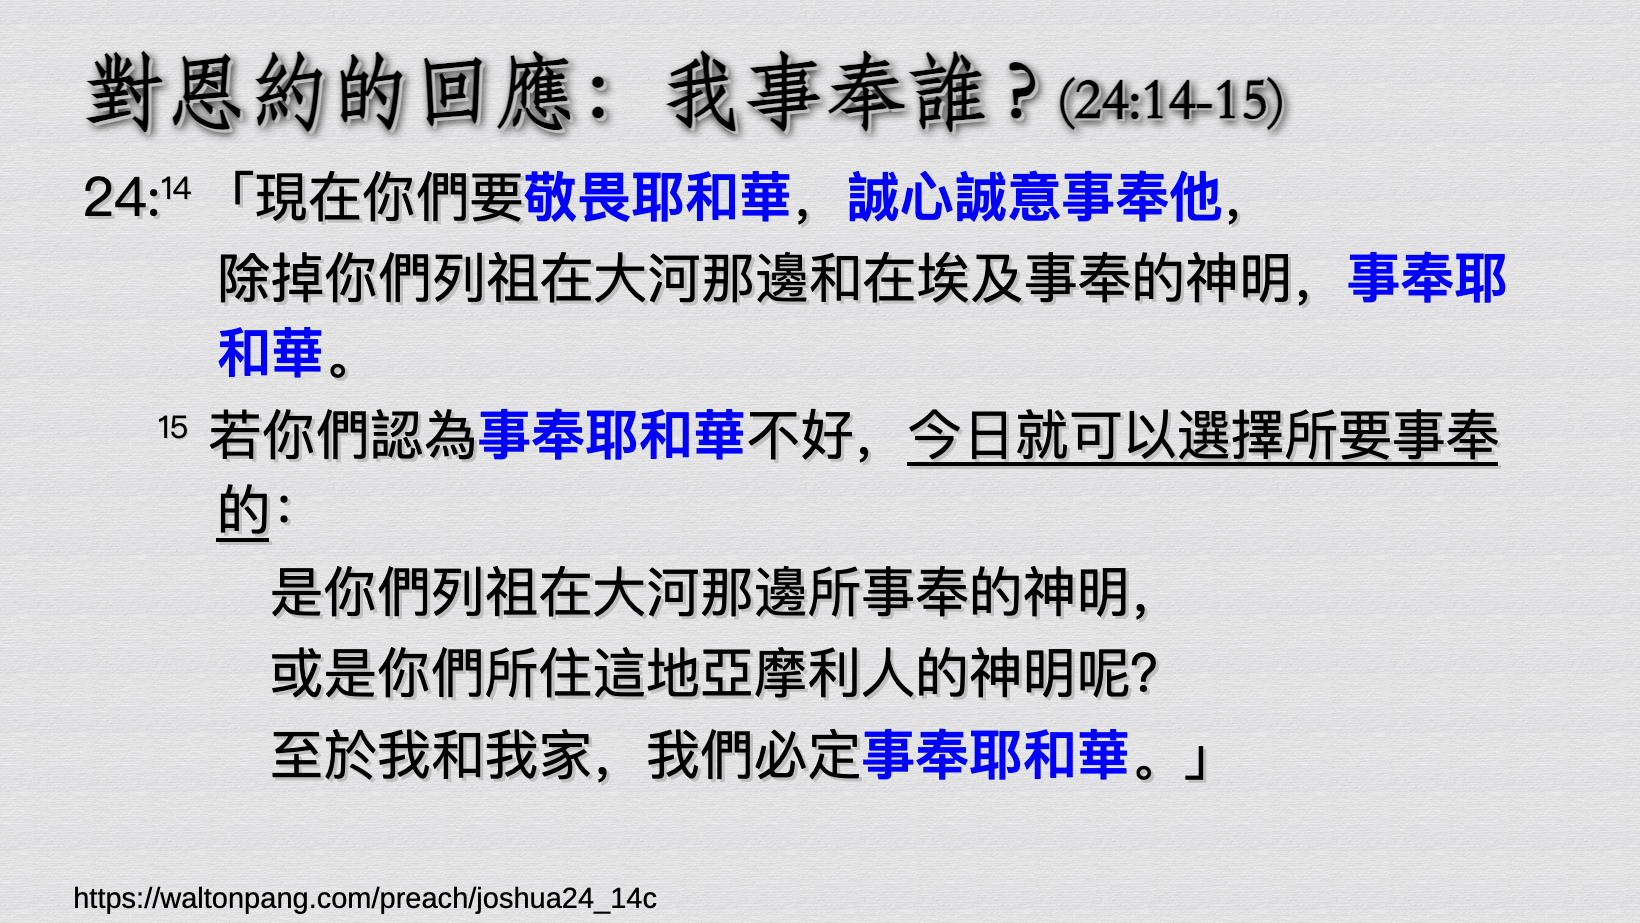 對恩約的回應：我事奉誰？(24:14-15)
24:14「現在你們要敬畏耶和華，誠心誠意事奉他，
除掉你們列祖在大河那邊和在埃及事奉的神明，事奉耶
和華。
15 若你們認為事奉耶和華不好，今日就可以選擇所要事奉
的：
是你們列祖在大河那邊所事奉的神明，
或是你們所住這地亞摩利人的神明呢？
至於我和我家，我們必定事奉耶和華。」
https://waltonpang.com/preach/joshua24_14c